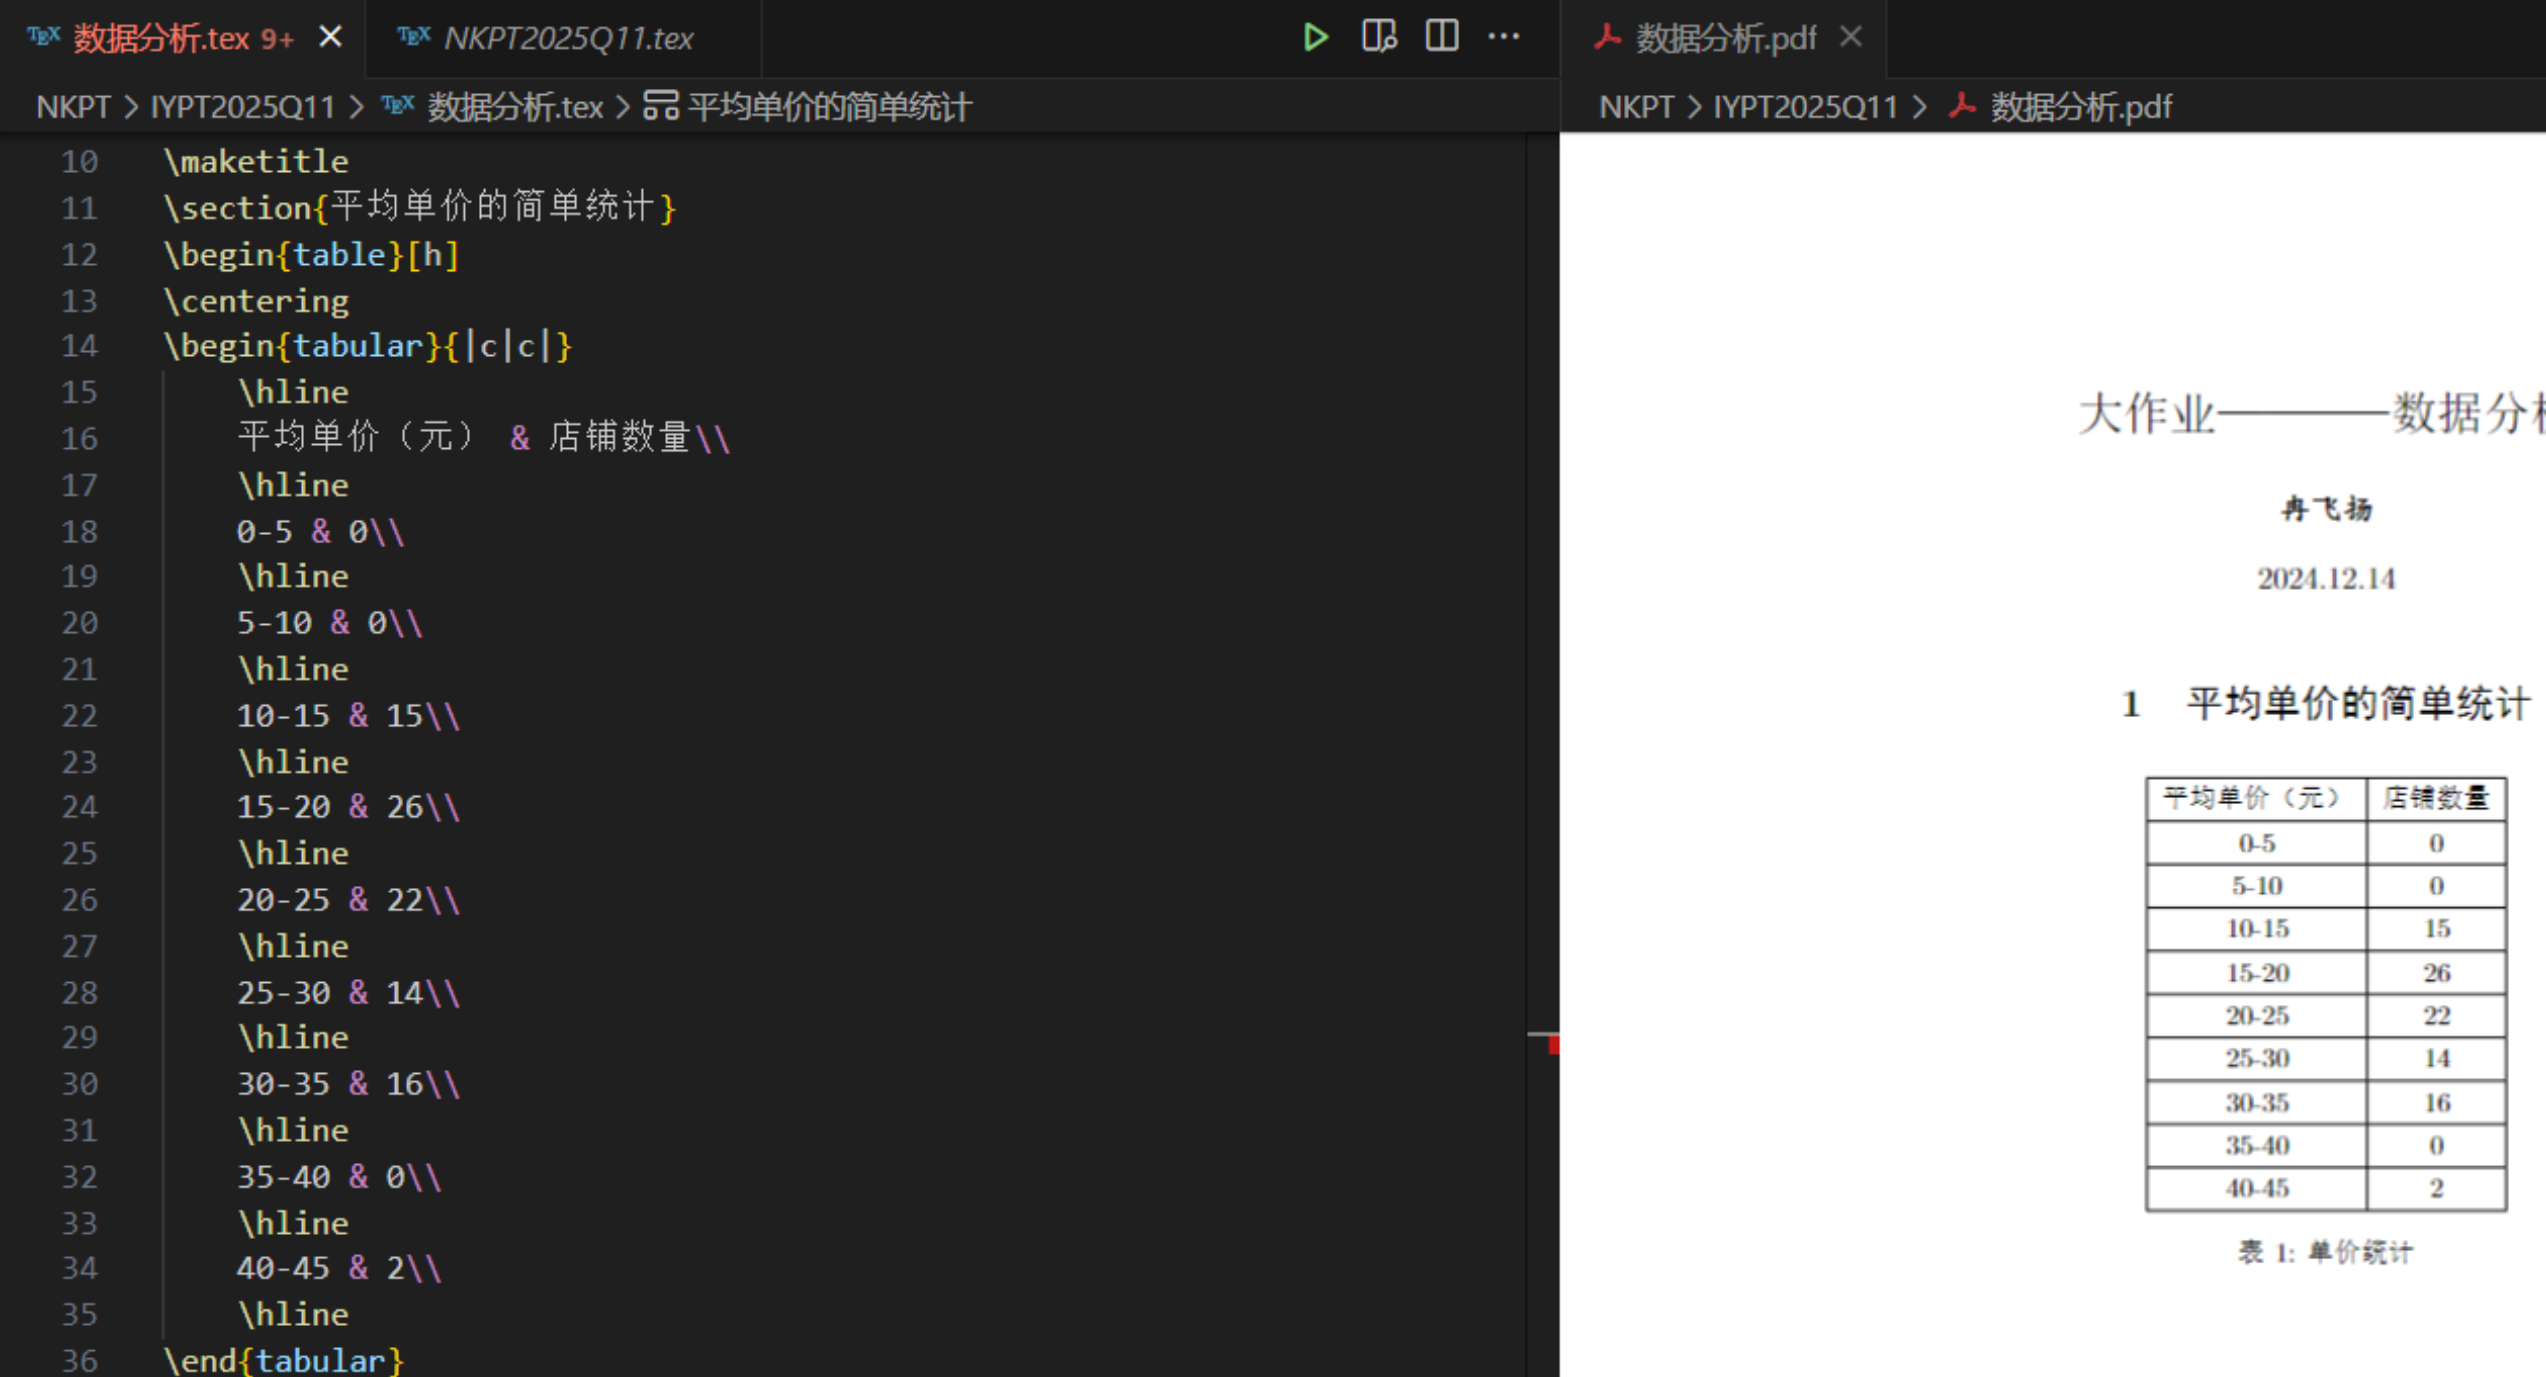 数据分析.tex 9+
NKPT2025Q11.tex
NKPT > IYPT2025Q11 > 数据分析.tex > 平均单价的简单统计
10 \maketitle
11 \section{平均单价的简单统计}
12 \begin{table}[h]
13 \centering
14 \begin{tabular}{|c|c|}
15 \hline
16 平均单价（元） & 店铺数量\\
17 \hline
18 0-5 & 0\\
19 \hline
20 5-10 & 0\\
21 \hline
22 10-15 & 15\\
23 \hline
24 15-20 & 26\\
25 \hline
26 20-25 & 22\\
27 \hline
28 25-30 & 14\\
29 \hline
30 30-35 & 16\\
31 \hline
32 35-40 & 0\\
33 \hline
34 40-45 & 2\\
35 \hline
36 \end{tabular}
数据分析.pdf
NKPT > IYPT2025Q11 > 数据分析.pdf
大作业———数据分析
冉飞扬
2024.12.14
1 平均单价的简单统计
平均单价（元） 店铺数量
0-5 0
5-10 0
10-15 15
15-20 26
20-25 22
25-30 14
30-35 16
35-40 0
40-45 2
表 1: 单价统计